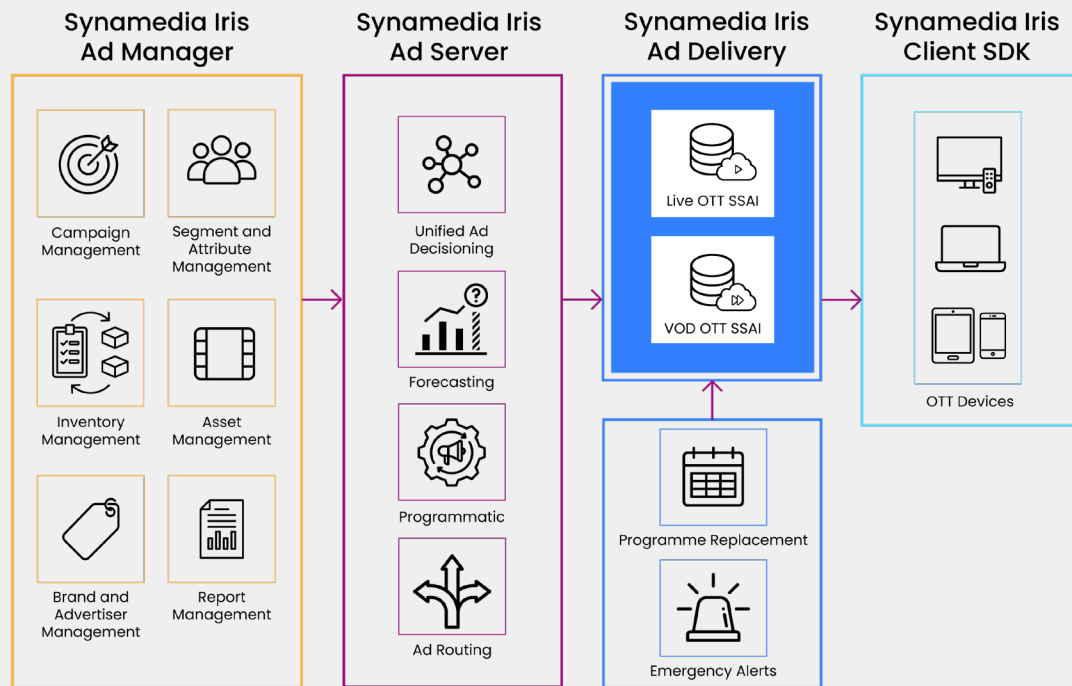 Synamedia Iris
Ad Manager
Campaign
Management
Segment and
Attribute
Management
Inventory
Management
Asset
Management
Brand and
Advertiser
Management
Report
Management
Synamedia Iris
Ad Server
Unified Ad
Decisioning
?
Forecasting
Programmatic
Ad Routing
Synamedia Iris
Ad Delivery
Live OTT SSAI
VOD OTT SSAI
Programme Replacement
Emergency Alerts
Synamedia Iris
Client SDK
OTT Devices